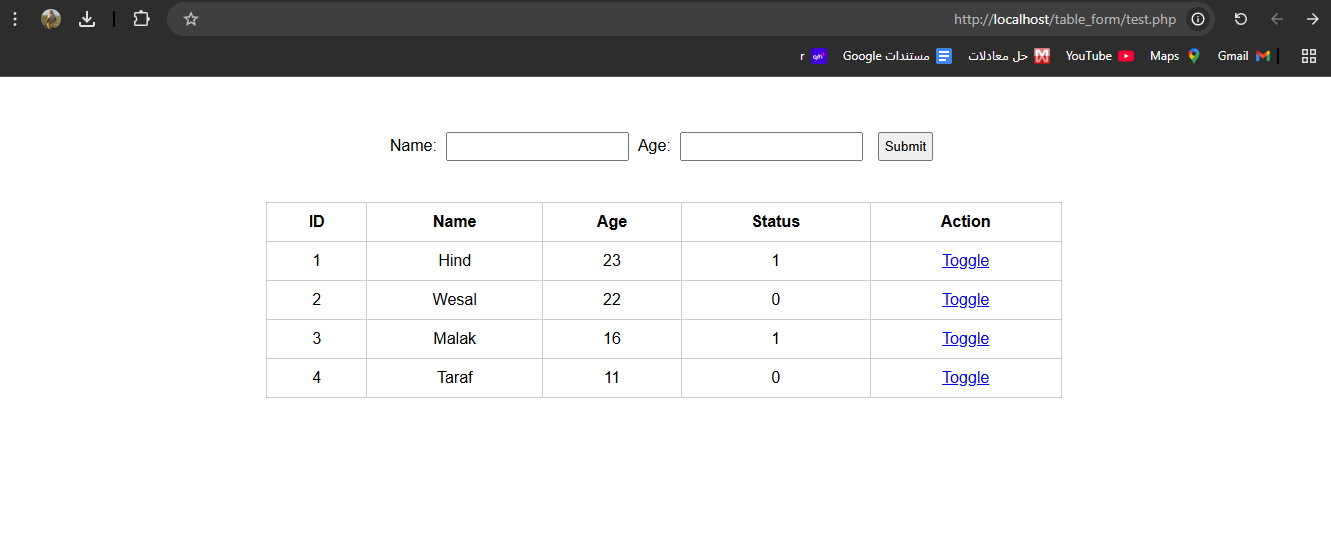 http://localhost/table_form/test.php
r مستندات Google حل معادلات YouTube Maps Gmail
Name: Age: Submit
ID Name Age Status Action
1 Hind 23 1 Toggle
2 Wesal 22 0 Toggle
3 Malak 16 1 Toggle
4 Taraf 11 0 Toggle